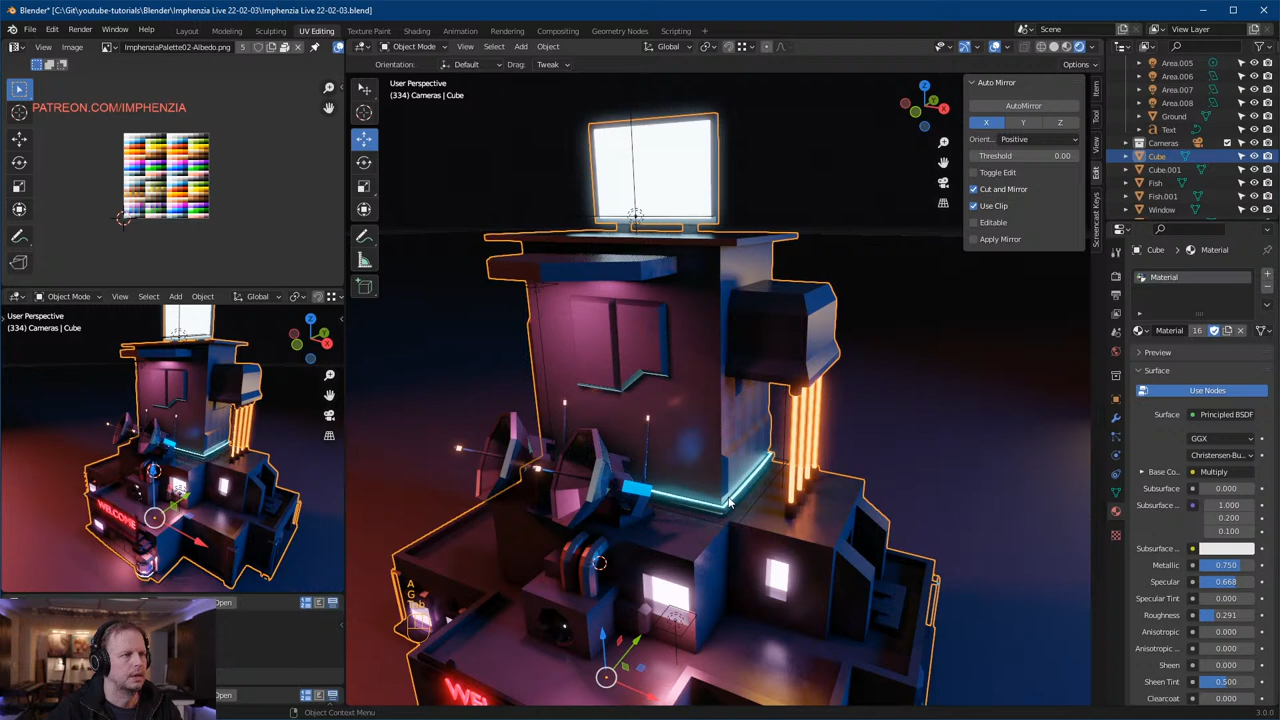 Blender* [C:\Git\youtube-tutorials\Blender\Imphenzia Live 22-02-03\Imphenzia Live 22-02-03.blend]
File Edit Render Window Help Layout Modeling Sculpting UV Editing Texture Paint Shading Animation Rendering Compositing Geometry Nodes Scripting Scene View Layer
View Image ImphenziaPalette02-Albedo.png 5 Object Mode View Select Add Object Global
Orientation: Default Drag: Tweak Options
User Perspective
(334) Cameras | Cube
PATREON.COM/IMPHENZIA
Auto Mirror
AutoMirror
X Y Z
Orient... Positive
Threshold 0.00
Toggle Edit
Cut and Mirror
Use Clip
Editable
Apply Mirror
Item
Tool
View
Edit
Screencast Keys
Area.005
Area.006
Area.007
Area.008
Ground
Text
Cameras
Cube
Cube.001
Fish
Fish.001
Window
Cube Material
Material
Material 16
Preview
Surface
Use Nodes
Surface Principled BSDF
GGX
Christensen-Bu...
Base Co... Multiply
Subsurface 0.000
Subsurface ... 1.000
0.200
0.100
Subsurface ...
Metallic 0.750
Specular 0.668
Specular Tint 0.000
Roughness 0.291
Anisotropic 0.000
Anisotropic ... 0.000
Sheen 0.000
Sheen Tint 0.500
Clearcoat 0.000
Object Mode View Select Add Object Global
User Perspective
(334) Cameras | Cube
WELCOME
A
G
Tab
Open
Open
WE
Object Context Menu
3.0.0